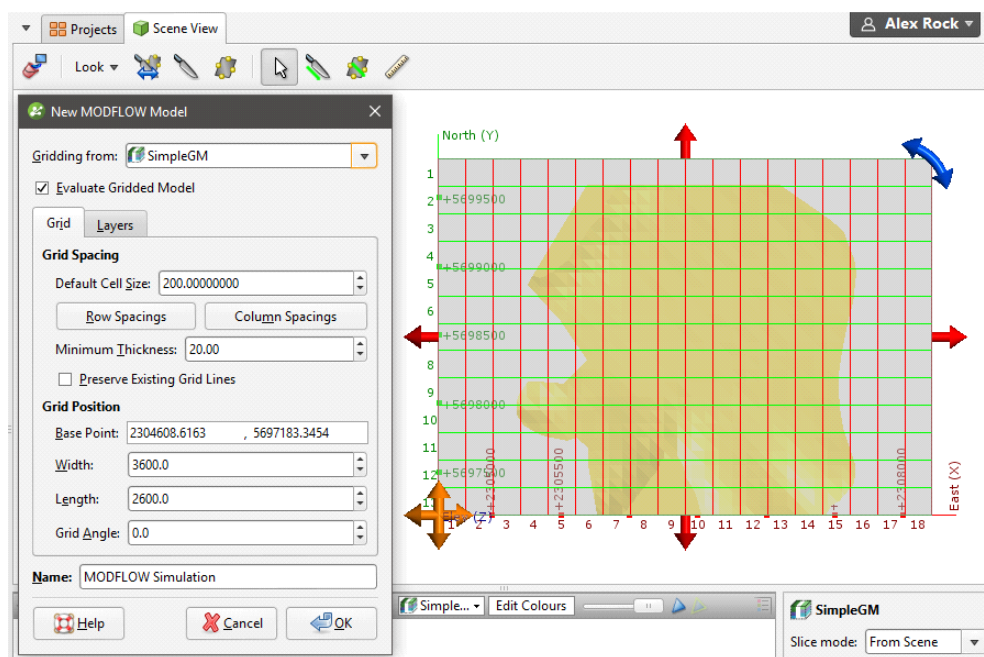 Projects
Scene View
Alex Rock
Look
New MODFLOW Model
Gridding from: SimpleGM
Evaluate Gridded Model
Grid
Layers
Grid Spacing
Default Cell Size: 200.00000000
Row Spacings
Column Spacings
Minimum Thickness: 20.00
Preserve Existing Grid Lines
Grid Position
Base Point: 2304608.6163 , 5697183.3454
Width: 3600.0
Length: 2600.0
Grid Angle: 0.0
Name: MODFLOW Simulation
Help
Cancel
OK
North (Y)
1
2 +5699500
3
4 +5699000
5
6
+5698500
8
9
+5698000
10
11
12 +5697500
13
+2305000
+2305500
+2308000
East (X)
(Z)
1 2 3 4 5 6 7 8 9 10 11 12 13 14 15 16 17 18
Simple...
Edit Colours
SimpleGM
Slice mode: From Scene